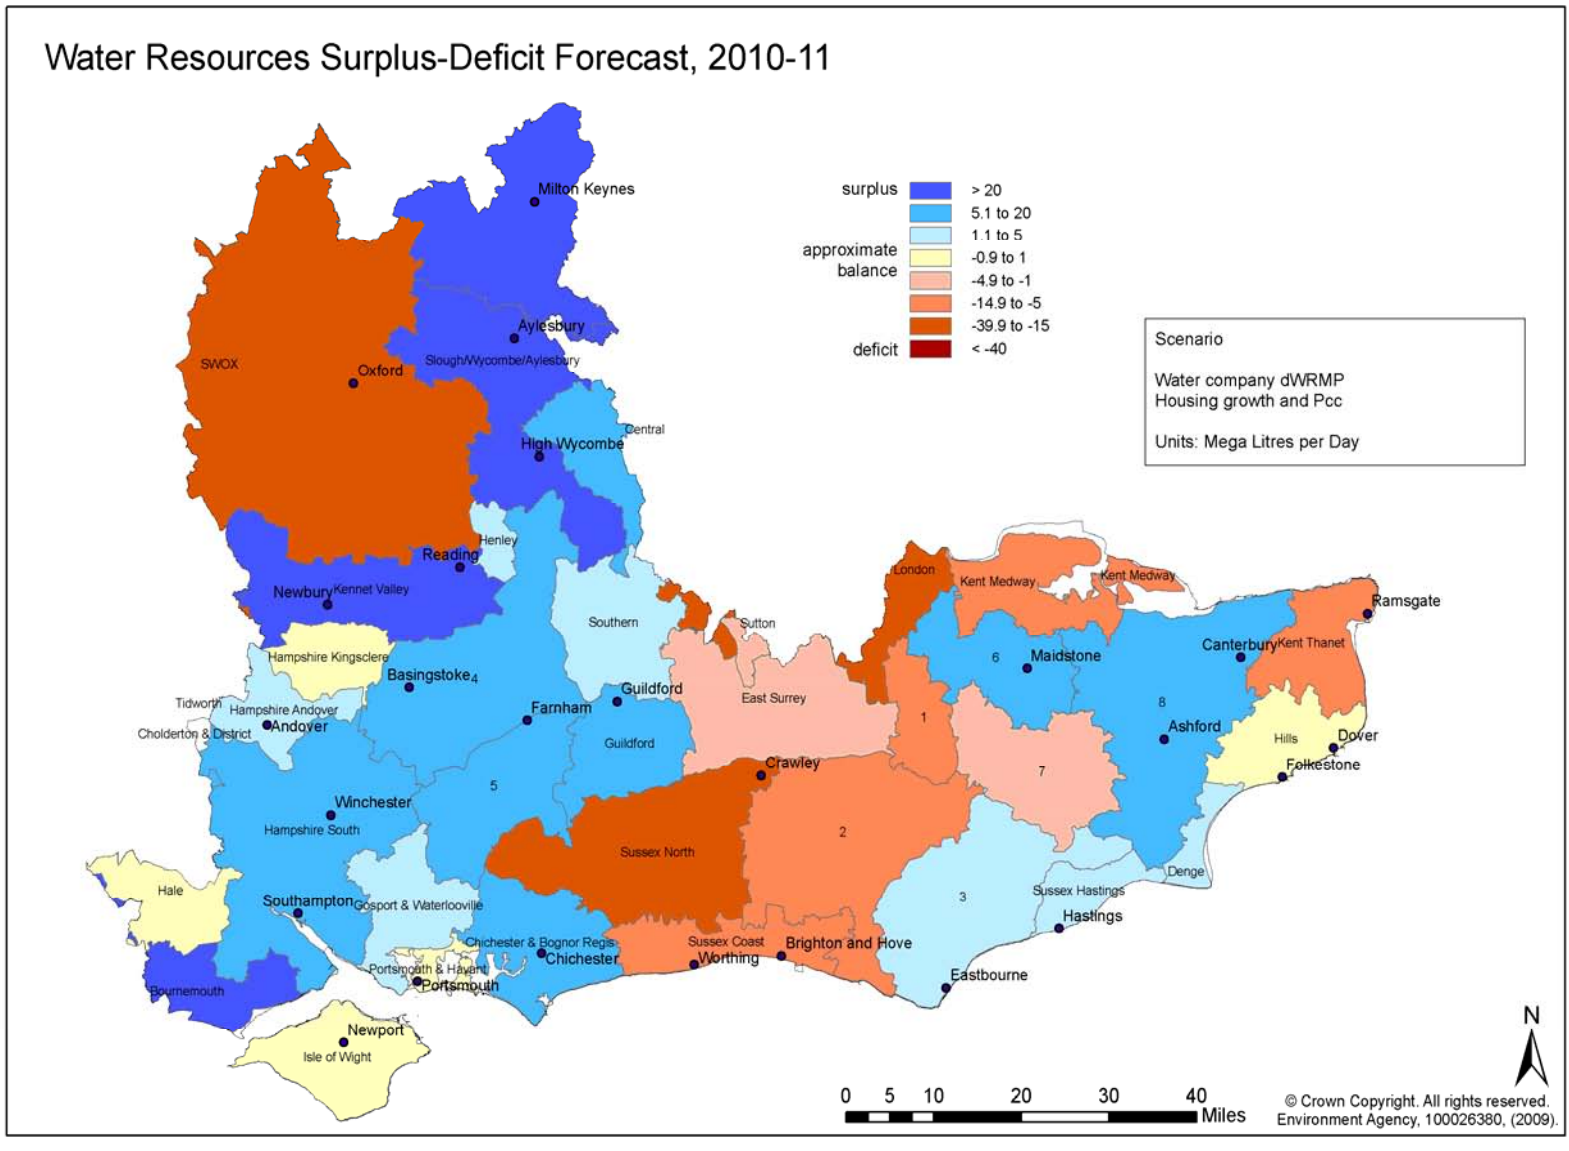 Water Resources Surplus-Deficit Forecast, 2010-11
Milton Keynes
surplus
> 20
5.1 to 20
1.1 to 5
approximate
balance
-0.9 to 1
-4.9 to -1
-14.9 to -5
-39.9 to -15
deficit
< -40
Scenario
Water company dWRMP
Housing growth and Pcc
Units: Mega Litres per Day
Aylesbury
Slough/Wycombe/Aylesbury
SWOX
Oxford
Central
High Wycombe
Henley
Reading
Newbury
Kennet Valley
London
Kent Medway
Kent Medway
Ramsgate
Southern
Sutton
Hampshire Kingsclere
Basingstoke
4
6
Maidstone
Canterbury
Kent Thanet
Guildford
East Surrey
Tidworth
Hampshire Andover
Andover
Farnham
1
8
Cholderton & District
Guildford
Ashford
Hills
Dover
Crawley
7
Folkestone
5
Winchester
Hampshire South
2
Sussex North
Hale
Denge
Southampton
Gosport & Waterlooville
3
Sussex Hastings
Hastings
Chichester & Bognor Regis
Chichester
Sussex Coast
Worthing
Brighton and Hove
Portsmouth & Havant
Portsmouth
Eastbourne
Bournemouth
Newport
Isle of Wight
N
0 5 10 20 30 40
Miles
© Crown Copyright. All rights reserved.
Environment Agency, 100026380, (2009).